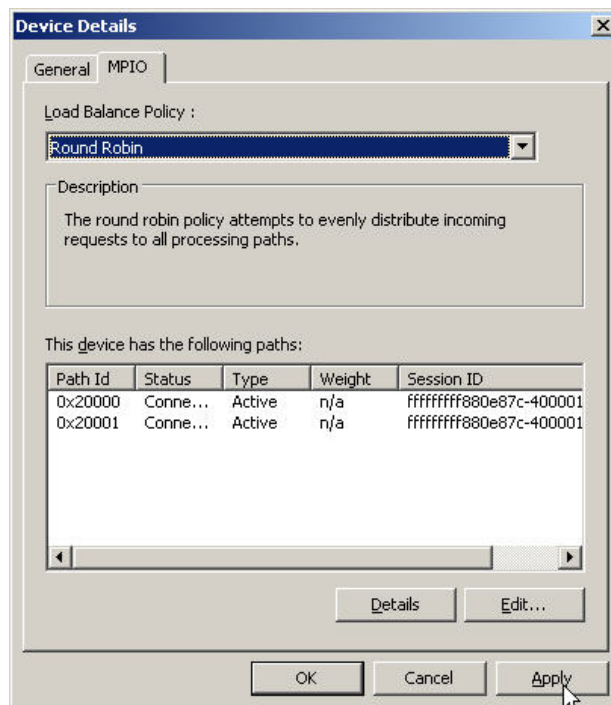 Device Details
General MPIO
Load Balance Policy :
Round Robin
Description
The round robin policy attempts to evenly distribute incoming
requests to all processing paths.
This device has the following paths:
Path Id Status Type Weight Session ID
0x20000 Conne... Active n/a ffffffff880e87c-400001
0x20001 Conne... Active n/a ffffffff880e87c-400001
Details Edit...
OK Cancel Apply